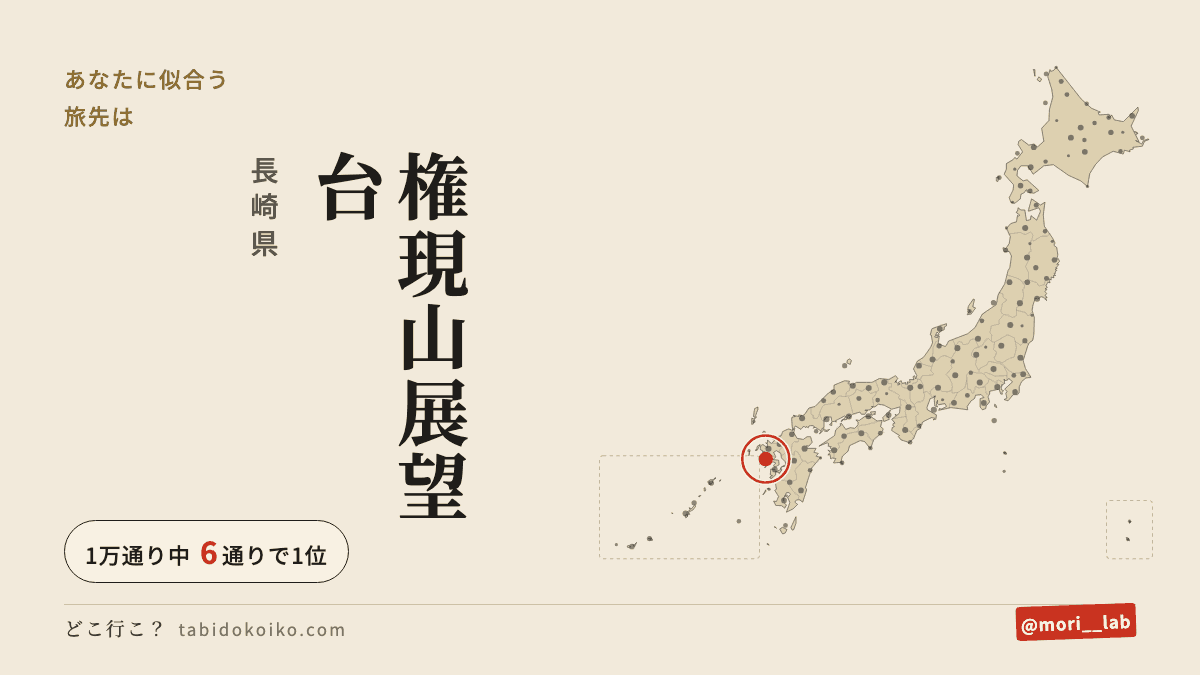 あなたに似合う
旅先は
権現山展望
台
長崎県
1万通り中 6通りで1位
どこ行こ？ tabidokoiko.com
@mori__lab